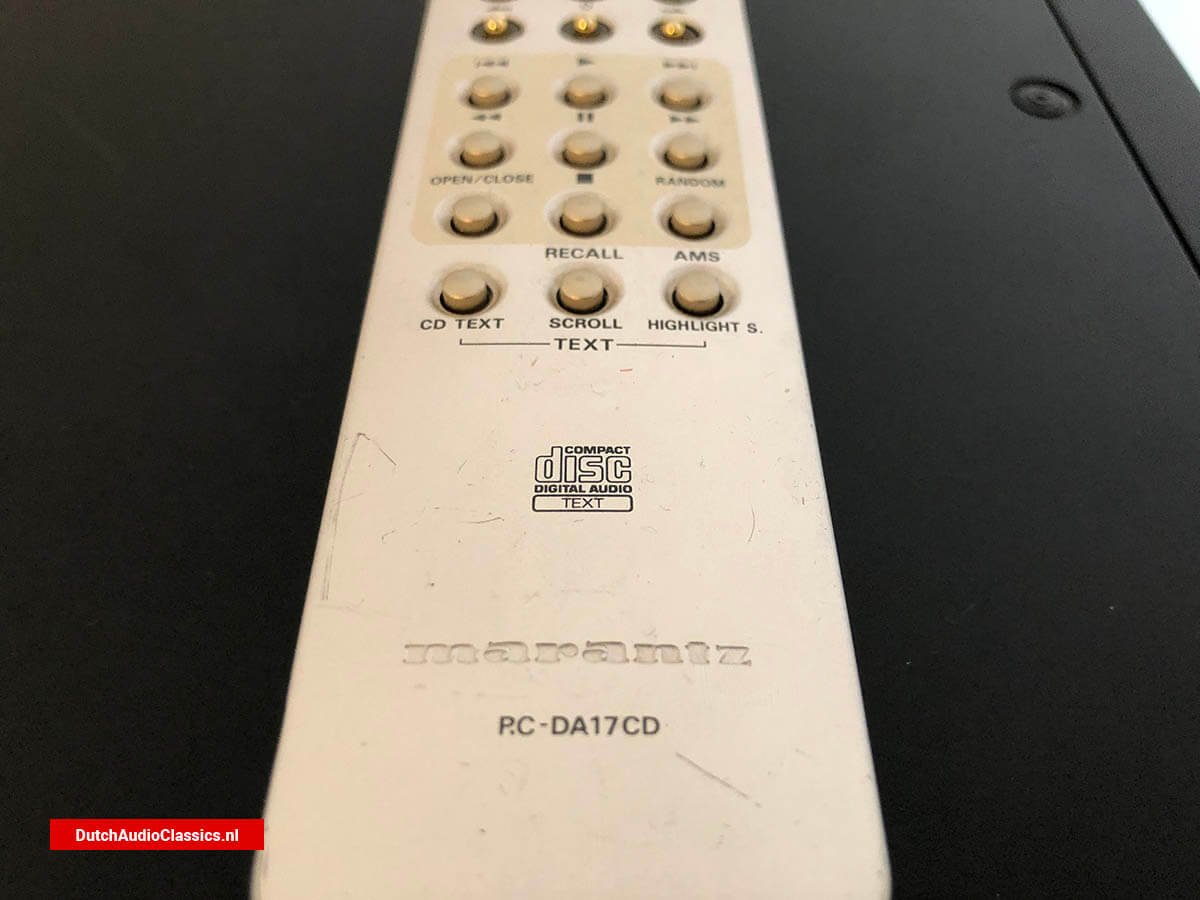 OPEN/CLOSE RANDOM
RECALL AMS
CD TEXT SCROLL HIGHLIGHT S.
TEXT
COMPACT
disc
DIGITAL AUDIO
TEXT
marantz
RC-DA17CD
DutchAudioClassics.nl